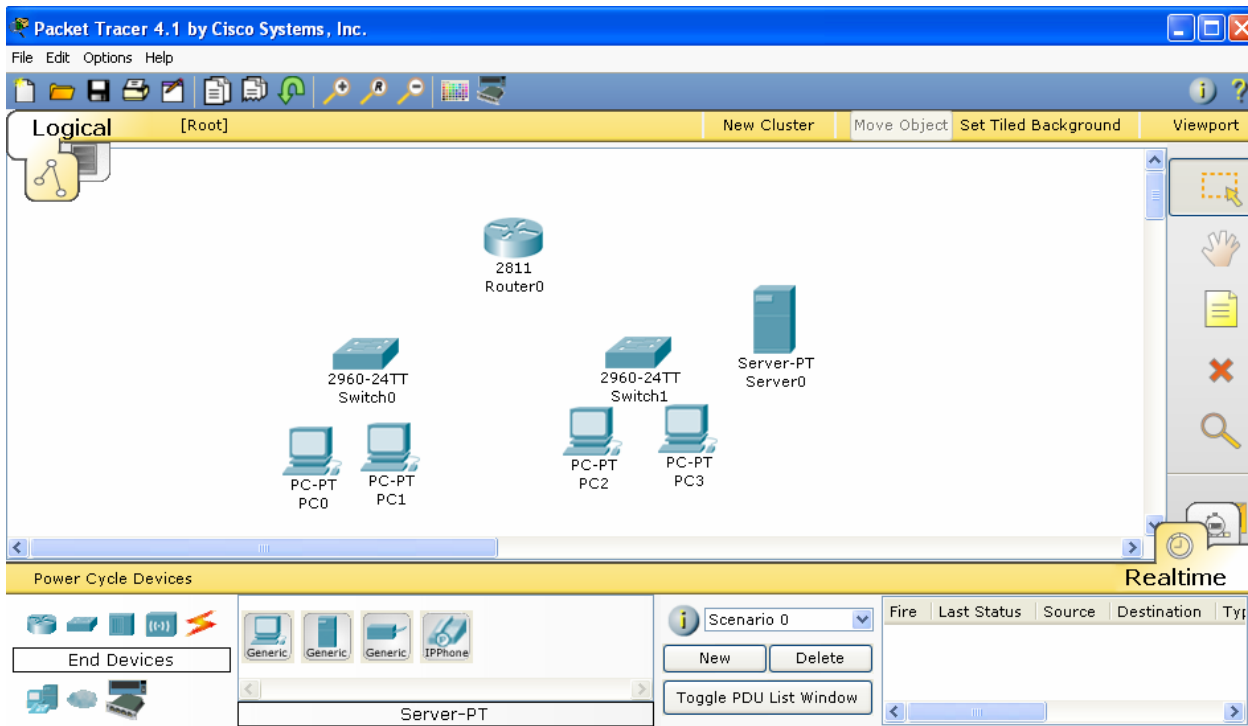 Packet Tracer 4.1 by Cisco Systems, Inc.
File Edit Options Help
Logical [Root] New Cluster Move Object Set Tiled Background Viewport
2811
Router0
2960-24TT
Switch0
2960-24TT
Switch1
Server-PT
Server0
PC-PT
PC0
PC-PT
PC1
PC-PT
PC2
PC-PT
PC3
Power Cycle Devices
Realtime
End Devices
Generic
Generic
Generic
IPPhone
Server-PT
Scenario 0
New
Delete
Toggle PDU List Window
Fire Last Status Source Destination Typ